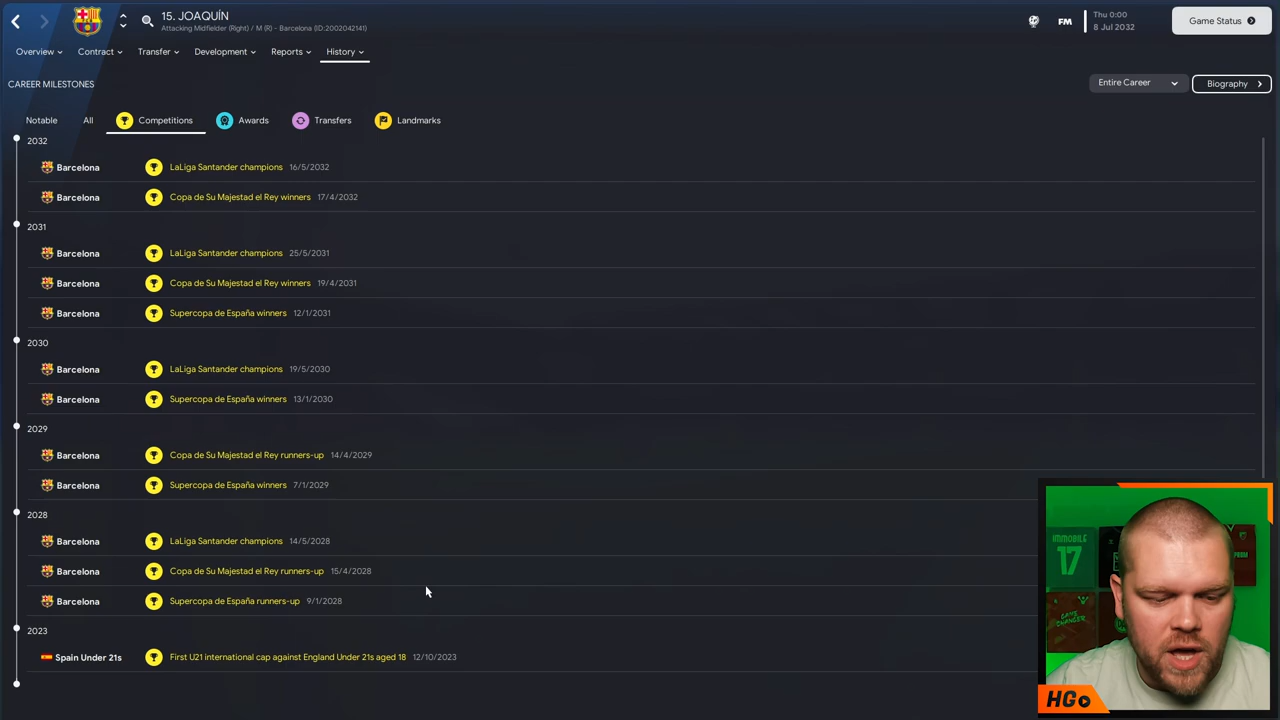 15. JOAQUÍN
Attacking Midfielder (Right) / M (R) - Barcelona (ID:2002042141)
FM
Thu 0:00
8 Jul 2032
Game Status
Overview
Contract
Transfer
Development
Reports
History
CAREER MILESTONES
Entire Career
Biography
Notable
All
Competitions
Awards
Transfers
Landmarks
2032
Barcelona LaLiga Santander champions 16/5/2032
Barcelona Copa de Su Majestad el Rey winners 17/4/2032
2031
Barcelona LaLiga Santander champions 25/5/2031
Barcelona Copa de Su Majestad el Rey winners 19/4/2031
Barcelona Supercopa de España winners 12/1/2031
2030
Barcelona LaLiga Santander champions 19/5/2030
Barcelona Supercopa de España winners 13/1/2030
2029
Barcelona Copa de Su Majestad el Rey runners-up 14/4/2029
Barcelona Supercopa de España winners 7/1/2029
2028
Barcelona LaLiga Santander champions 14/5/2028
Barcelona Copa de Su Majestad el Rey runners-up 15/4/2028
Barcelona Supercopa de España runners-up 9/1/2028
2023
Spain Under 21s First U21 international cap against England Under 21s aged 18 12/10/2023
IMMOBILE
17
GAME
CHANGER
HG